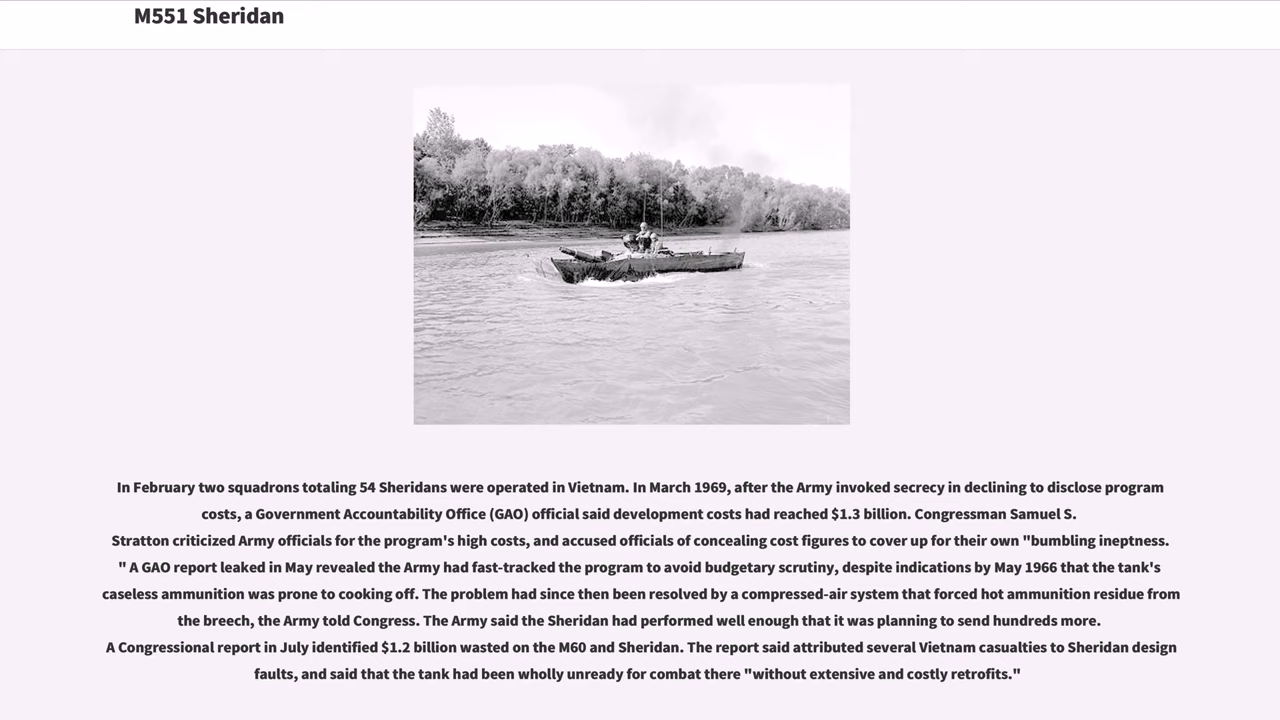 M551 Sheridan
In February two squadrons totaling 54 Sheridans were operated in Vietnam. In March 1969, after the Army invoked secrecy in declining to disclose program
costs, a Government Accountability Office (GAO) official said development costs had reached $1.3 billion. Congressman Samuel S.
Stratton criticized Army officials for the program's high costs, and accused officials of concealing cost figures to cover up for their own "bumbling ineptness.
" A GAO report leaked in May revealed the Army had fast-tracked the program to avoid budgetary scrutiny, despite indications by May 1966 that the tank's
caseless ammunition was prone to cooking off. The problem had since then been resolved by a compressed-air system that forced hot ammunition residue from
the breech, the Army told Congress. The Army said the Sheridan had performed well enough that it was planning to send hundreds more.
A Congressional report in July identified $1.2 billion wasted on the M60 and Sheridan. The report said attributed several Vietnam casualties to Sheridan design
faults, and said that the tank had been wholly unready for combat there "without extensive and costly retrofits."